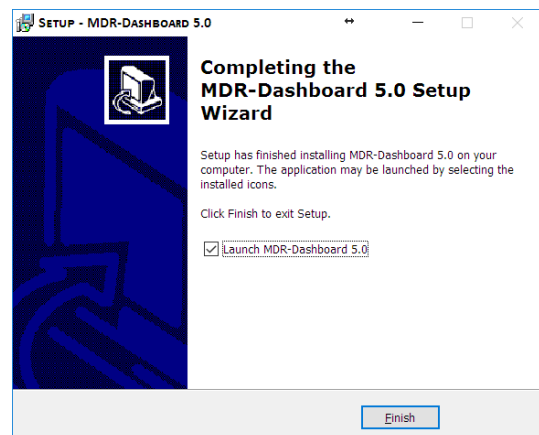 SETUP - MDR-DASHBOARD 5.0
Completing the
MDR-Dashboard 5.0 Setup
Wizard
Setup has finished installing MDR-Dashboard 5.0 on your
computer. The application may be launched by selecting the
installed icons.
Click Finish to exit Setup.
Launch MDR-Dashboard 5.0
Finish